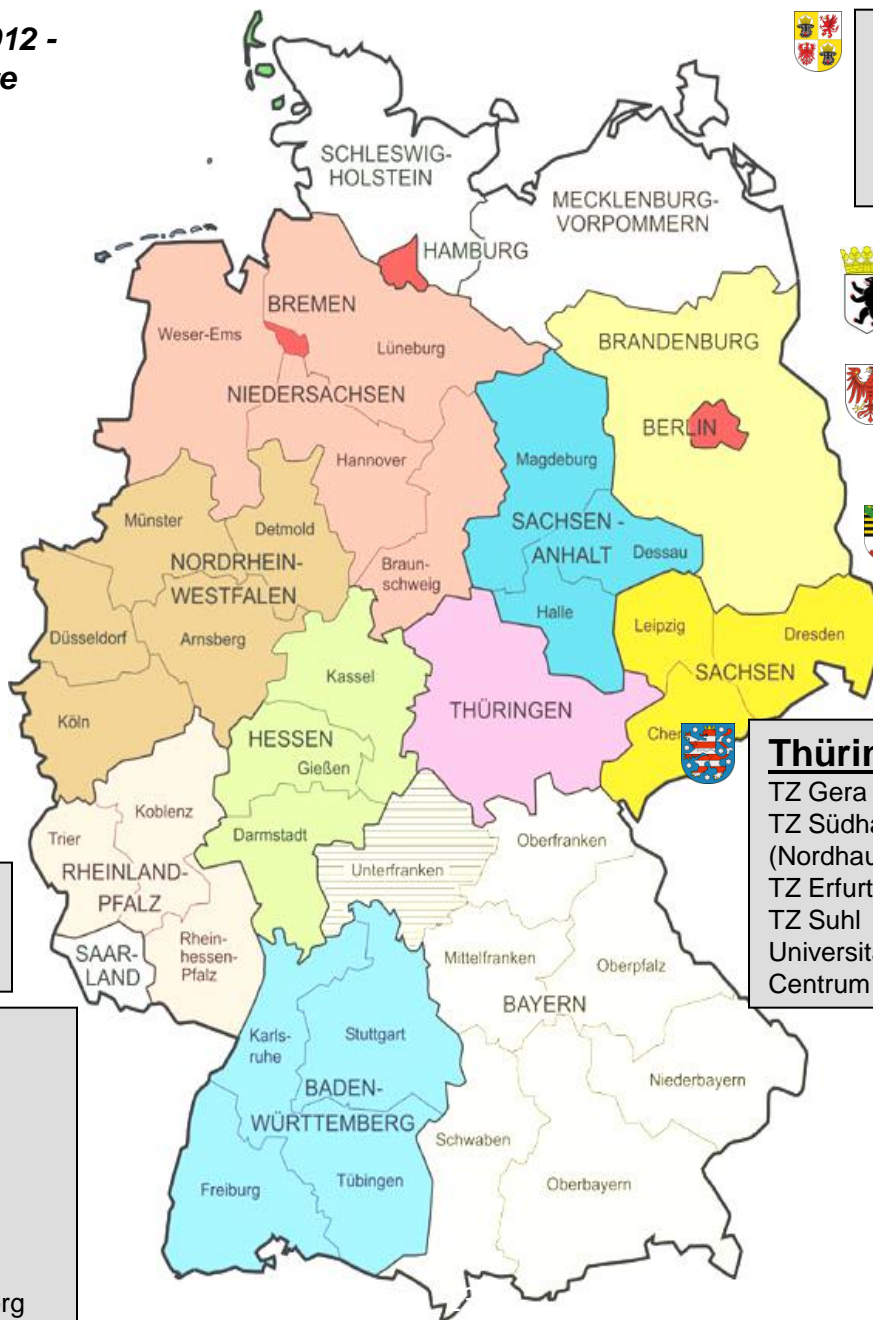 012 -
re
SCHLESWIG-
HOLSTEIN
MECKLENBURG-
VORPOMMERN
HAMBURG
BREMEN
Weser-Ems
Lüneburg
BRANDENBURG
NIEDERSACHSEN
BERLIN
Hannover
Magdeburg
Münster
Detmold
SACHSEN -
ANHALT
Dessau
NORDRHEIN-
WESTFALEN
Braun-
schweig
Halle
Leipzig
Dresden
Düsseldorf
Arnsberg
Kassel
SACHSEN
Köln
THÜRINGEN
HESSEN
Gießen
Cher
Thürin
TZ Gera
TZ Südha
(Nordhau
TZ Erfurt
TZ Suhl
Universit
Centrum
Koblenz
Trier
Darmstadt
Oberfranken
RHEINLAND-
PFALZ
Unterfranken
SAAR-
LAND
Rhein-
hessen-
Pfalz
Mittelfranken
Oberpfalz
BAYERN
Karls-
ruhe
Stuttgart
BADEN-
WÜRTTEMBERG
Niederbayern
Schwaben
Freiburg
Tübingen
Oberbayern
rg